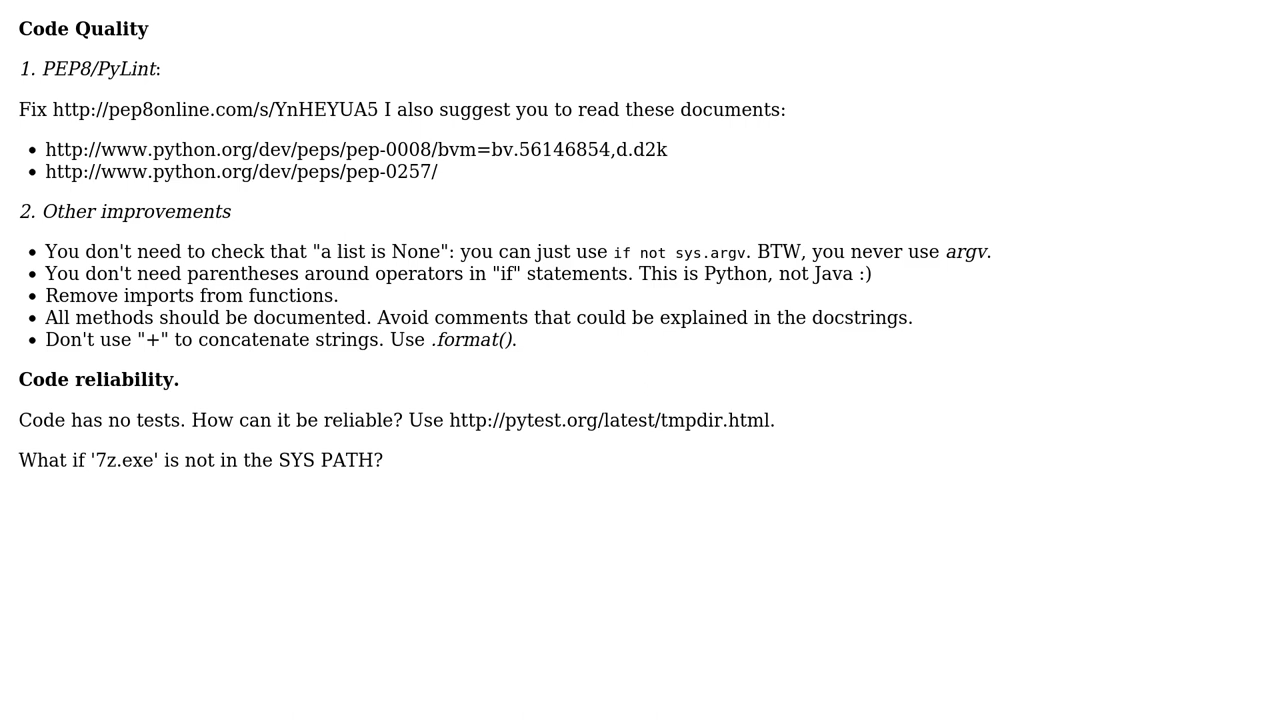 Code Quality
1. PEP8/PyLint:
Fix http://pep8online.com/s/YnHEYUA5 I also suggest you to read these documents:
• http://www.python.org/dev/peps/pep-0008/bvm=bv.56146854,d.d2k
• http://www.python.org/dev/peps/pep-0257/
2. Other improvements
• You don't need to check that "a list is None": you can just use if not sys.argv. BTW, you never use argv.
• You don't need parentheses around operators in "if" statements. This is Python, not Java :)
• Remove imports from functions.
• All methods should be documented. Avoid comments that could be explained in the docstrings.
• Don't use "+" to concatenate strings. Use .format().
Code reliability.
Code has no tests. How can it be reliable? Use http://pytest.org/latest/tmpdir.html.
What if '7z.exe' is not in the SYS PATH?